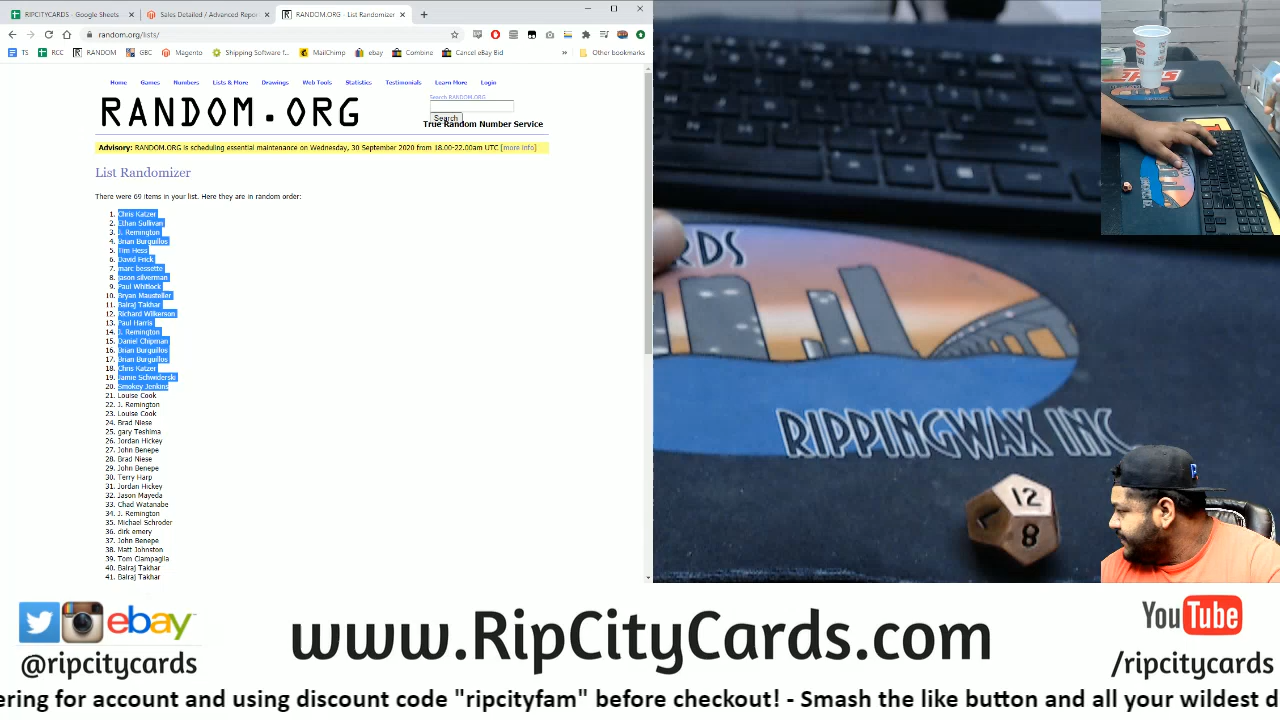 RIPCITYCARDS - Google Sheets
Sales Detailed / Advanced Repor
RANDOM.ORG - List Randomizer
random.org/lists/
TS
RCC
RANDOM
GBC
Magento
Shipping Software f...
MailChimp
ebay
Combine
Cancel eBay Bid
»
Other bookmarks
Home Games Numbers Lists & More Drawings Web Tools Statistics Testimonials Learn More Login
RANDOM.ORG
Search RANDOM.ORG
Search
True Random Number Service
Advisory: RANDOM.ORG is scheduling essential maintenance on Wednesday, 30 September 2020 from 18.00-22.00am UTC [more info]
List Randomizer
There were 69 items in your list. Here they are in random order:
1. Chris Katzer
2. Ethan Sullivan
3. J. Remington
4. Brian Burguillos
5. Tim Hess
6. David Frick
7. marc bessette
8. jason silverman
9. Paul Whitlock
10. Bryan Mausteller
11. Balraj Takhar
12. Richard Wilkerson
13. Paul Harris
14. J. Remington
15. Daniel Chipman
16. Brian Burguillos
17. Brian Burguillos
18. Chris Katzer
19. Jamie Schwiderski
20. Smokey Jenkins
21. Louise Cook
22. J. Remington
23. Louise Cook
24. Brad Niese
25. gary Teshima
26. Jordan Hickey
27. John Benepe
28. Brad Niese
29. John Benepe
30. Terry Harp
31. Jordan Hickey
32. Jason Mayeda
33. Chad Watanabe
34. J. Remington
35. Michael Schroder
36. dirk emery
37. John Benepe
38. Matt Johnston
39. Tom Ciampaglia
40. Balraj Takhar
41. Balraj Takhar
ARDS
RIPPINGWAX INC
12
8
ebay
@ripcitycards
www.RipCityCards.com
YouTube
/ripcitycards
ering for account and using discount code "ripcityfam" before checkout! - Smash the like button and all your wildest d